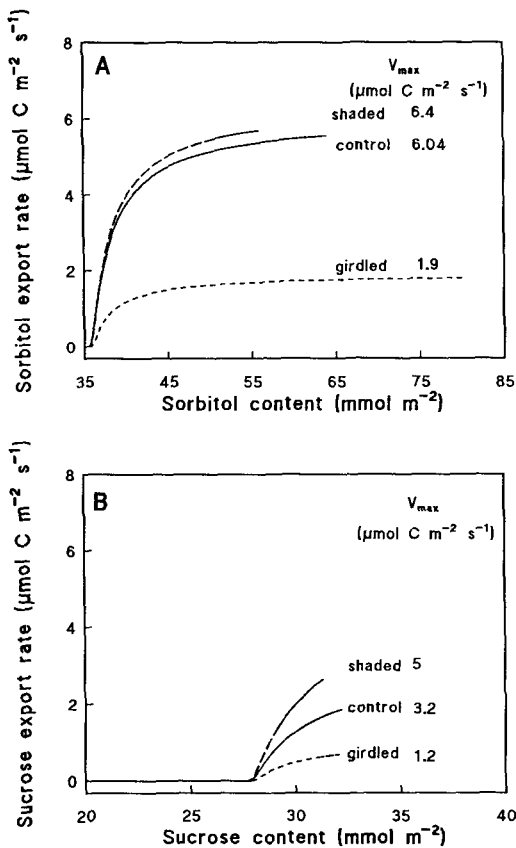 A
Vmax
(μmol C m⁻² s⁻¹)
shaded 6.4
control 6.04
girdled 1.9
Sorbitol export rate (μmol C m⁻² s⁻¹)
8
6
4
2
0
35 45 55 65 75 85
Sorbitol content (mmol m⁻²)
B
Vmax
(μmol C m⁻² s⁻¹)
shaded 5
control 3.2
girdled 1.2
Sucrose export rate (μmol C m⁻² s⁻¹)
8
6
4
2
0
20 25 30 35 40
Sucrose content (mmol m⁻²)